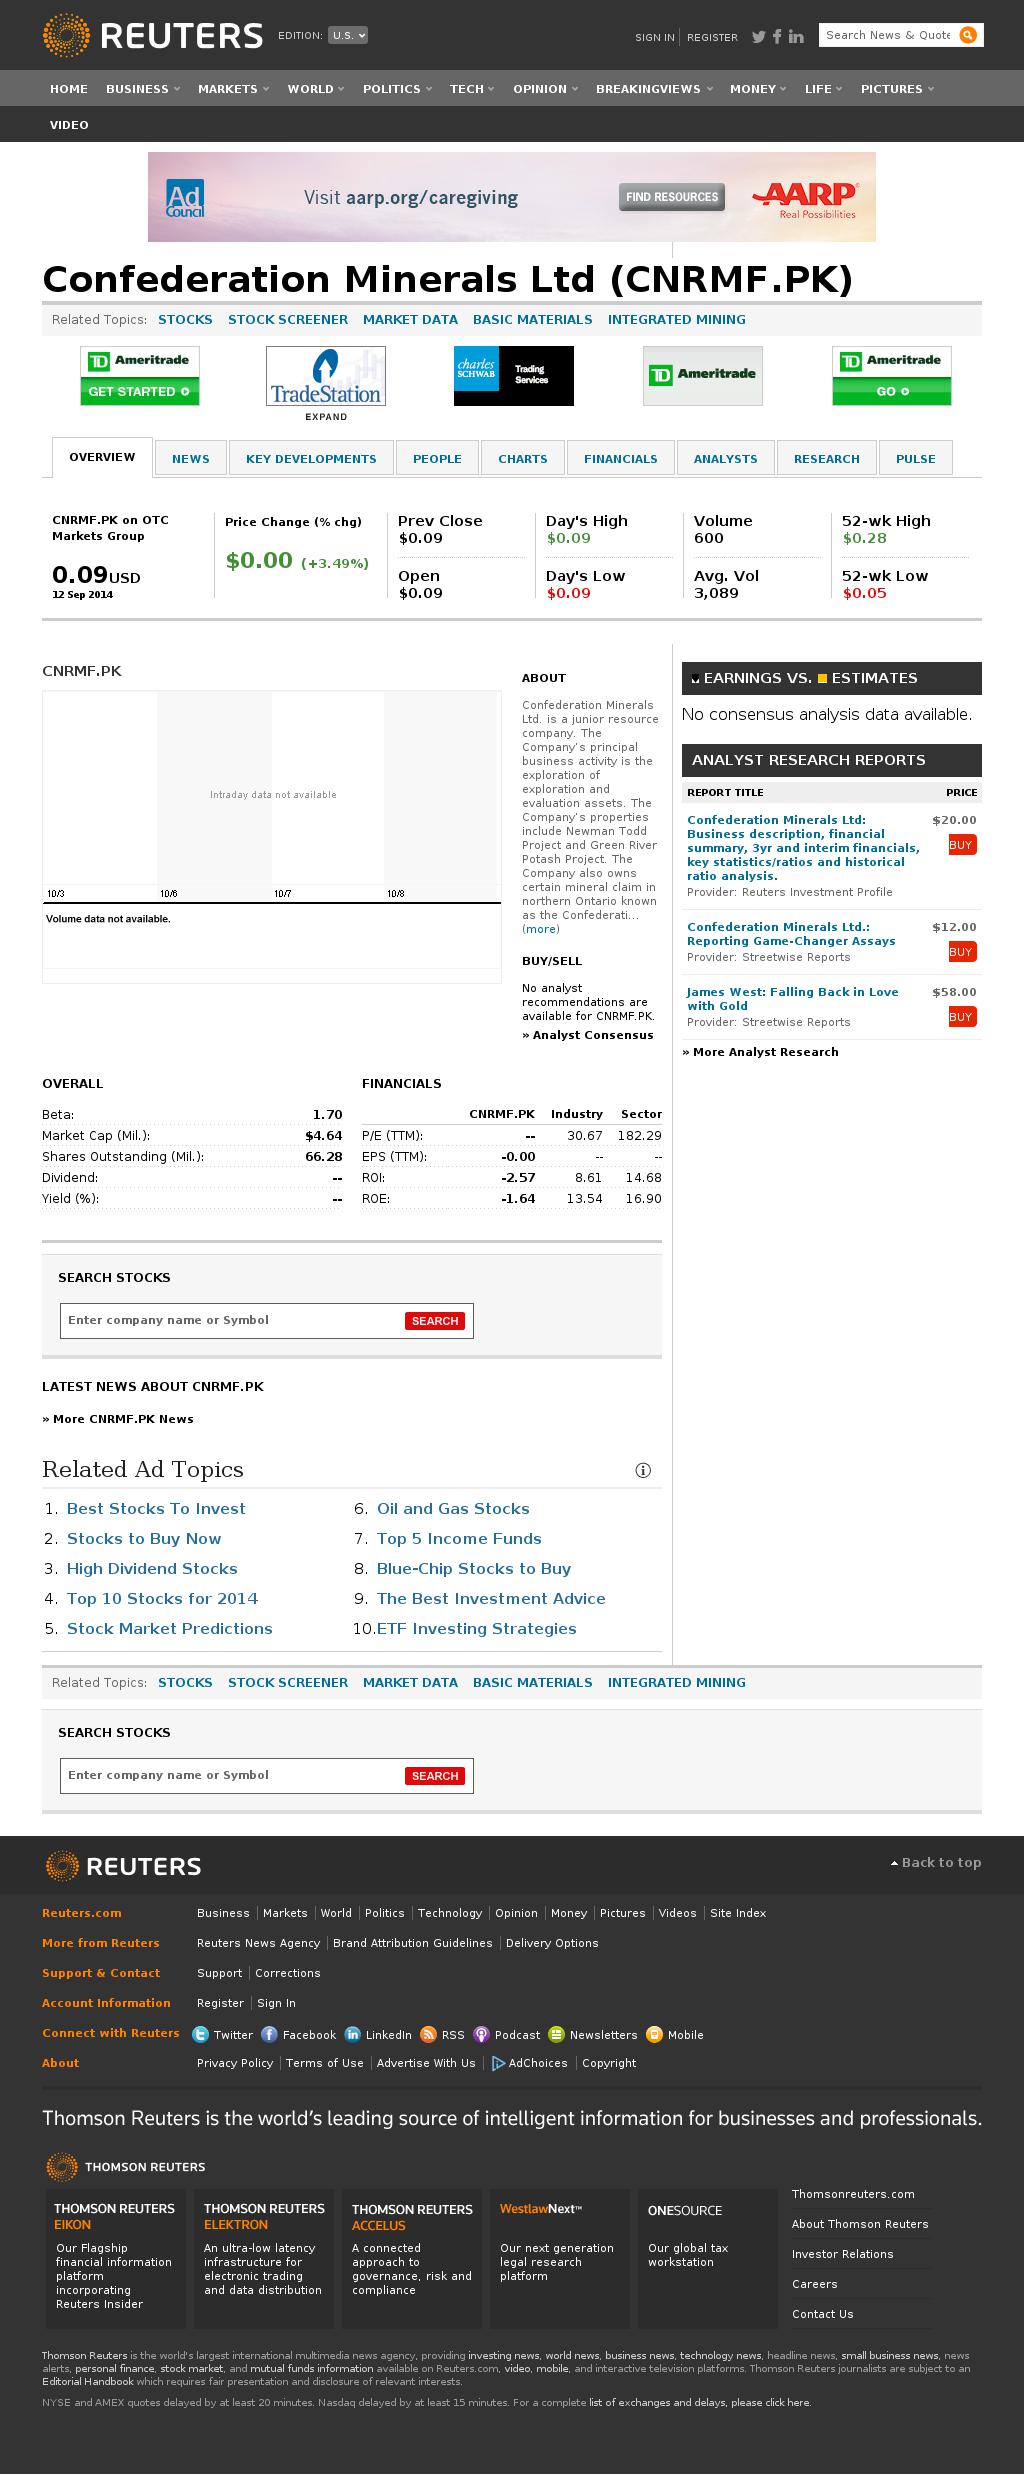 REUTERS
EDITION: U.S.
SIGN IN REGISTER
Search News & Quote
HOME BUSINESS MARKETS WORLD POLITICS TECH OPINION BREAKINGVIEWS MONEY LIFE PICTURES
VIDEO
Ad Council Visit aarp.org/caregiving FIND RESOURCES AARP Real Possibilities
Confederation Minerals Ltd (CNRMF.PK)
Related Topics: STOCKS STOCK SCREENER MARKET DATA BASIC MATERIALS INTEGRATED MINING
TD Ameritrade GET STARTED
TradeStation
EXPAND
charles SCHWAB Trading Services
TD Ameritrade
TD Ameritrade GO
OVERVIEW NEWS KEY DEVELOPMENTS PEOPLE CHARTS FINANCIALS ANALYSTS RESEARCH PULSE
CNRMF.PK on OTC
Markets Group
0.09USD
12 Sep 2014
Price Change (% chg)
$0.00 (+3.49%)
Prev Close
$0.09
Open
$0.09
Day's High
$0.09
Day's Low
$0.09
Volume
600
Avg. Vol
3,089
52-wk High
$0.28
52-wk Low
$0.05
CNRMF.PK
Intraday data not available
10/3 10/6 10/7 10/8
Volume data not available.
ABOUT
Confederation Minerals
Ltd. is a junior resource
company. The
Company's principal
business activity is the
exploration of
exploration and
evaluation assets. The
Company's properties
include Newman Todd
Project and Green River
Potash Project. The
Company also owns
certain mineral claim in
northern Ontario known
as the Confederati...
(more)
BUY/SELL
No analyst
recommendations are
available for CNRMF.PK.
» Analyst Consensus
EARNINGS VS. ESTIMATES
No consensus analysis data available.
ANALYST RESEARCH REPORTS
REPORT TITLE PRICE
Confederation Minerals Ltd: $20.00
Business description, financial
summary, 3yr and interim financials, BUY
key statistics/ratios and historical
ratio analysis.
Provider: Reuters Investment Profile
Confederation Minerals Ltd.: $12.00
Reporting Game-Changer Assays
Provider: Streetwise Reports BUY
James West: Falling Back in Love $58.00
with Gold
Provider: Streetwise Reports BUY
» More Analyst Research
OVERALL
Beta: 1.70
Market Cap (Mil.): $4.64
Shares Outstanding (Mil.): 66.28
Dividend: --
Yield (%): --
FINANCIALS
CNRMF.PK Industry Sector
P/E (TTM): -- 30.67 182.29
EPS (TTM): -0.00 -- --
ROI: -2.57 8.61 14.68
ROE: -1.64 13.54 16.90
SEARCH STOCKS
Enter company name or Symbol SEARCH
LATEST NEWS ABOUT CNRMF.PK
» More CNRMF.PK News
Related Ad Topics
1. Best Stocks To Invest
2. Stocks to Buy Now
3. High Dividend Stocks
4. Top 10 Stocks for 2014
5. Stock Market Predictions
6. Oil and Gas Stocks
7. Top 5 Income Funds
8. Blue-Chip Stocks to Buy
9. The Best Investment Advice
10.ETF Investing Strategies
Related Topics: STOCKS STOCK SCREENER MARKET DATA BASIC MATERIALS INTEGRATED MINING
SEARCH STOCKS
Enter company name or Symbol SEARCH
REUTERS
Back to top
Reuters.com Business Markets World Politics Technology Opinion Money Pictures Videos Site Index
More from Reuters Reuters News Agency Brand Attribution Guidelines Delivery Options
Support & Contact Support Corrections
Account Information Register Sign In
Connect with Reuters Twitter Facebook LinkedIn RSS Podcast Newsletters Mobile
About Privacy Policy Terms of Use Advertise With Us AdChoices Copyright
Thomson Reuters is the world's leading source of intelligent information for businesses and professionals.
THOMSON REUTERS
THOMSON REUTERS
EIKON
Our Flagship
financial information
platform
incorporating
Reuters Insider
THOMSON REUTERS
ELEKTRON
An ultra-low latency
infrastructure for
electronic trading
and data distribution
THOMSON REUTERS
ACCELUS
A connected
approach to
governance, risk and
compliance
WestlawNext™
Our next generation
legal research
platform
ONESOURCE
Our global tax
workstation
Thomsonreuters.com
About Thomson Reuters
Investor Relations
Careers
Contact Us
Thomson Reuters is the world's largest international multimedia news agency, providing investing news, world news, business news, technology news, headline news, small business news, news
alerts, personal finance, stock market, and mutual funds information available on Reuters.com, video, mobile, and interactive television platforms. Thomson Reuters journalists are subject to an
Editorial Handbook which requires fair presentation and disclosure of relevant interests.
NYSE and AMEX quotes delayed by at least 20 minutes. Nasdaq delayed by at least 15 minutes. For a complete list of exchanges and delays, please click here.